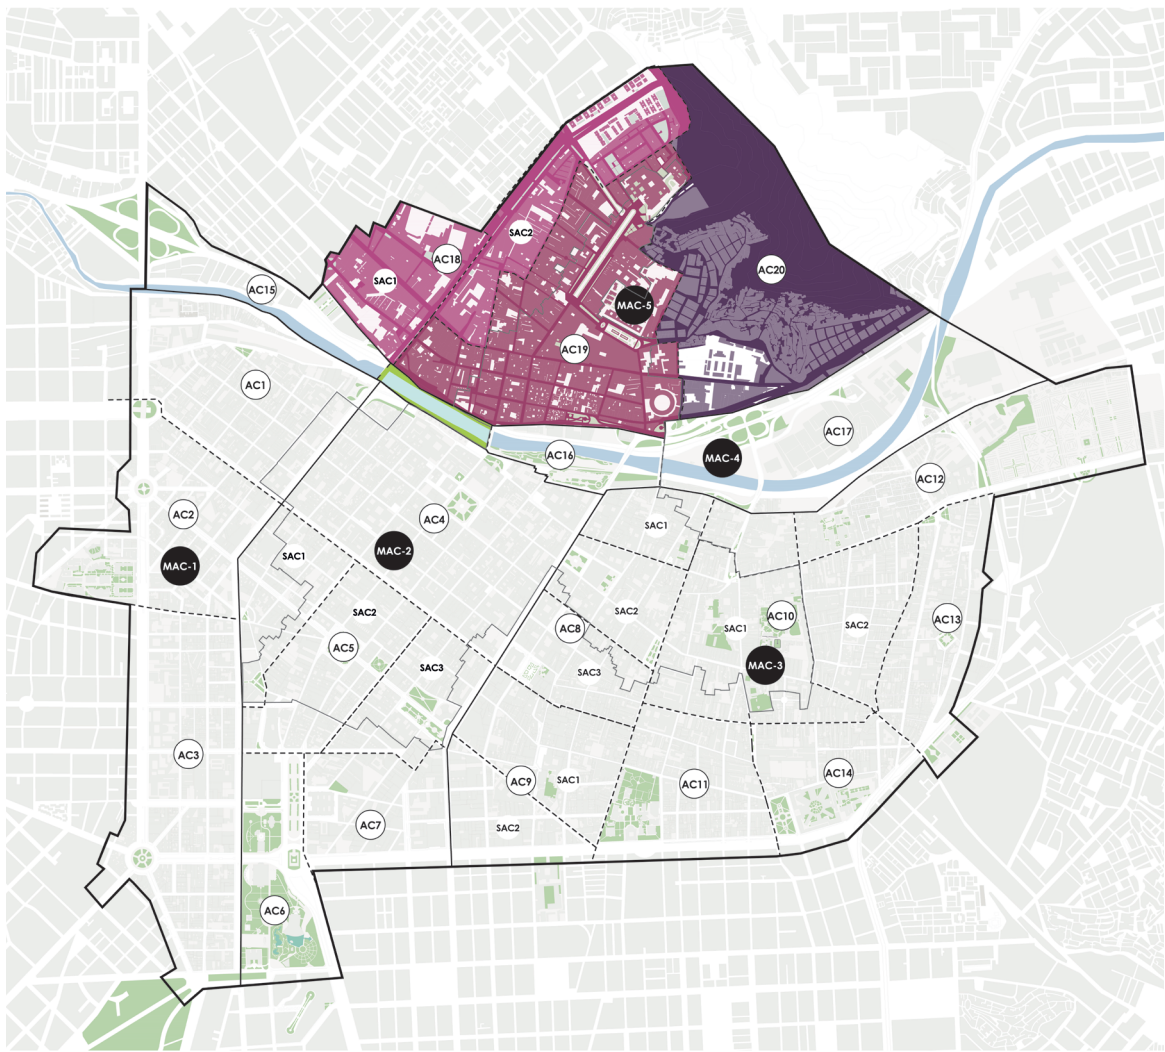 SAC2
AC18
AC20
SAC1
AC15
MAC-5
AC19
AC1
AC17
AC16
MAC-4
AC12
AC2
AC4
SAC1
MAC-2
SAC1
MAC-1
SAC2
SAC2
AC10
AC8
SAC1
SAC2
AC13
AC5
SAC3
SAC3
MAC-3
AC3
AC9
SAC1
AC11
AC14
AC7
SAC2
AC6